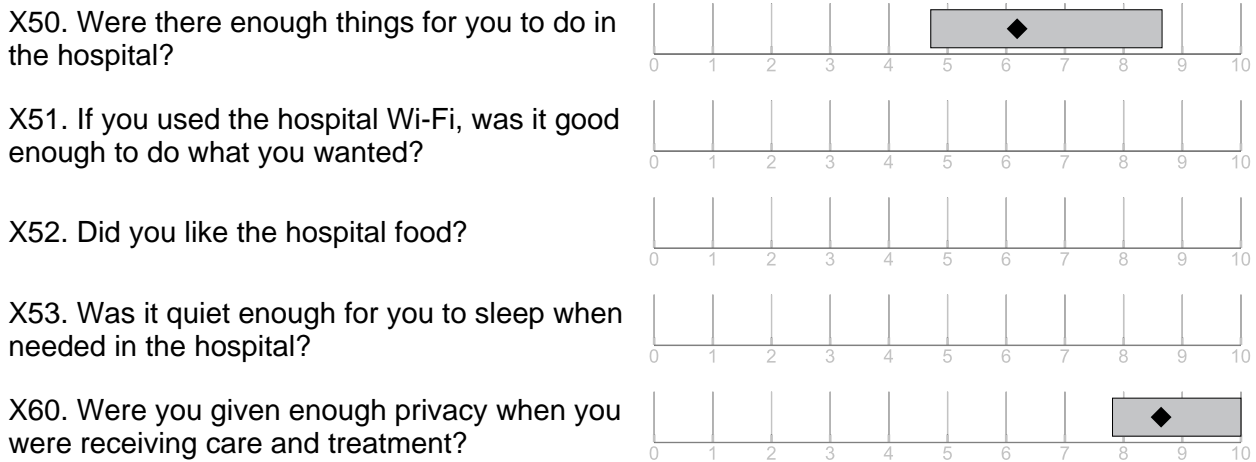 X50. Were there enough things for you to do in
the hospital?
0 1 2 3 4 5 6 7 8 9 10
X51. If you used the hospital Wi-Fi, was it good
enough to do what you wanted?
0 1 2 3 4 5 6 7 8 9 10
X52. Did you like the hospital food?
0 1 2 3 4 5 6 7 8 9 10
X53. Was it quiet enough for you to sleep when
needed in the hospital?
0 1 2 3 4 5 6 7 8 9 10
X60. Were you given enough privacy when you
were receiving care and treatment?
0 1 2 3 4 5 6 7 8 9 10